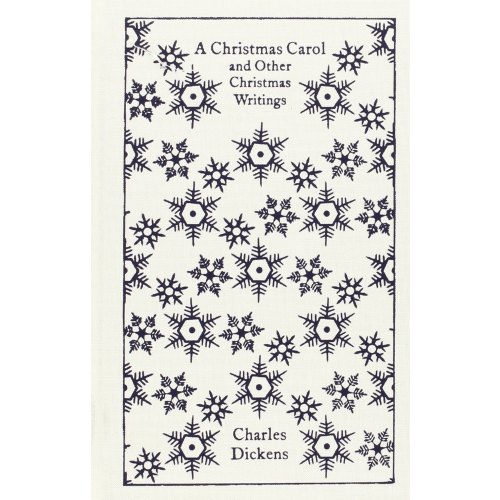 A Christmas Carol
and Other
Christmas
Writings
Charles
Dickens